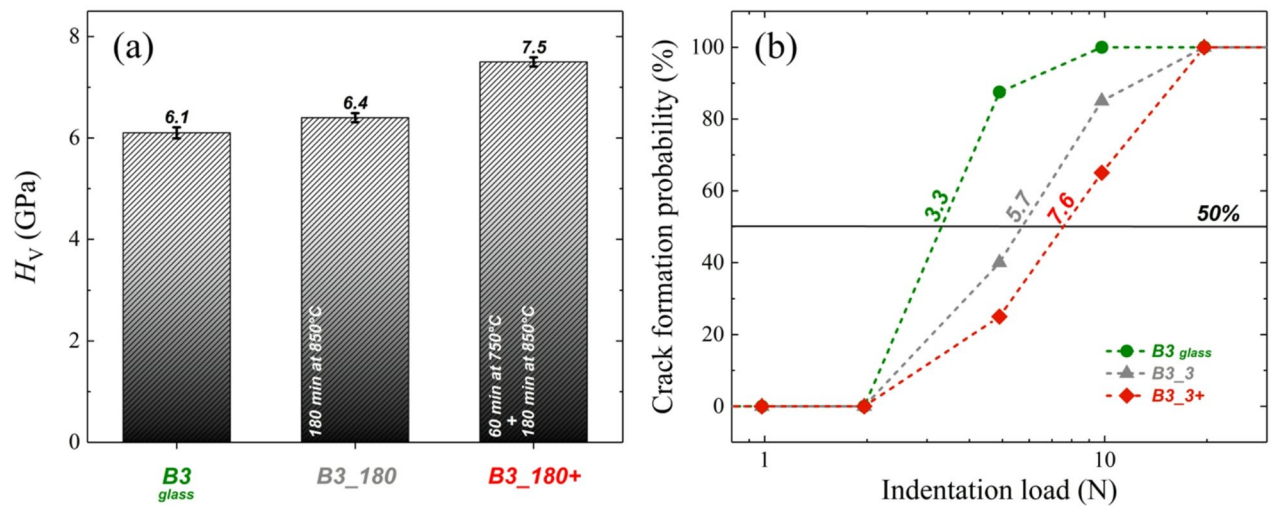 (a)
8
6
4
2
0
H_V (GPa)
6.1
6.4
7.5
180 min at 850°C
60 min at 750°C
+
180 min at 850°C
B3
glass
B3_180
B3_180+
(b)
100
80
60
40
20
0
Crack formation probability (%)
3.3
5.7
7.6
50%
B3 glass
B3_3
B3_3+
1
10
Indentation load (N)